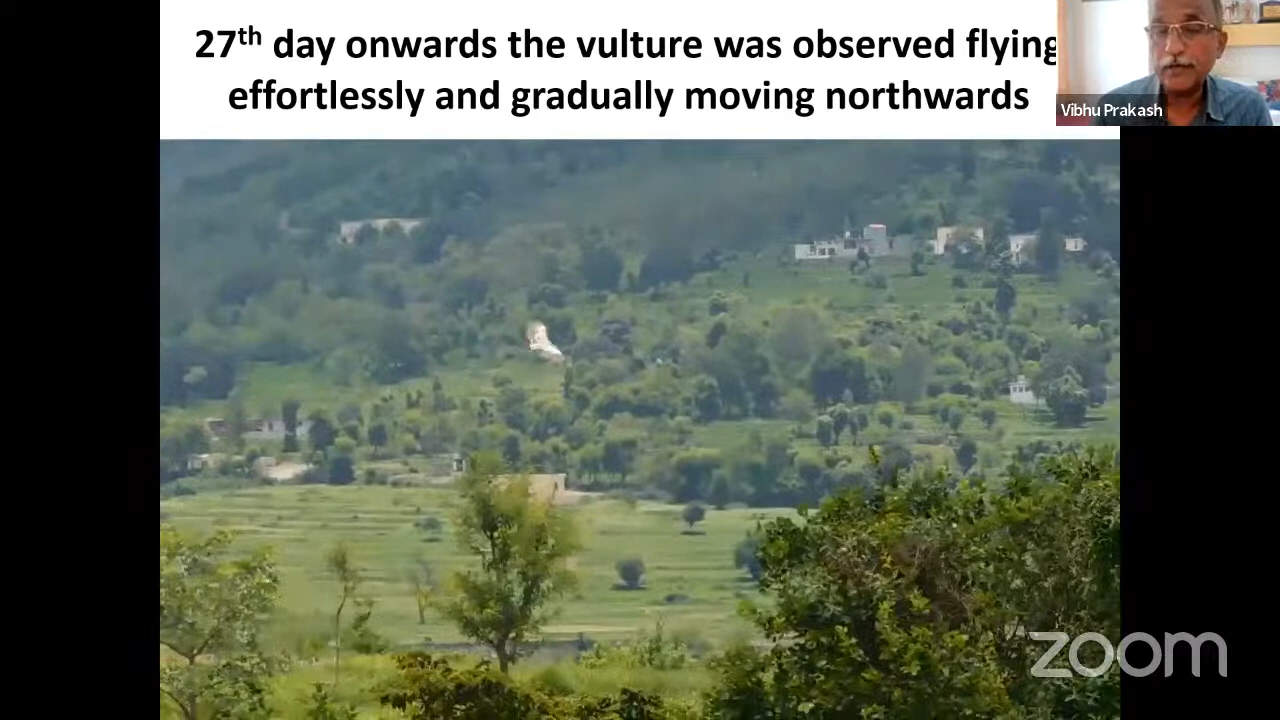 27th day onwards the vulture was observed flying
effortlessly and gradually moving northwards
Vibhu Prakash
zoom